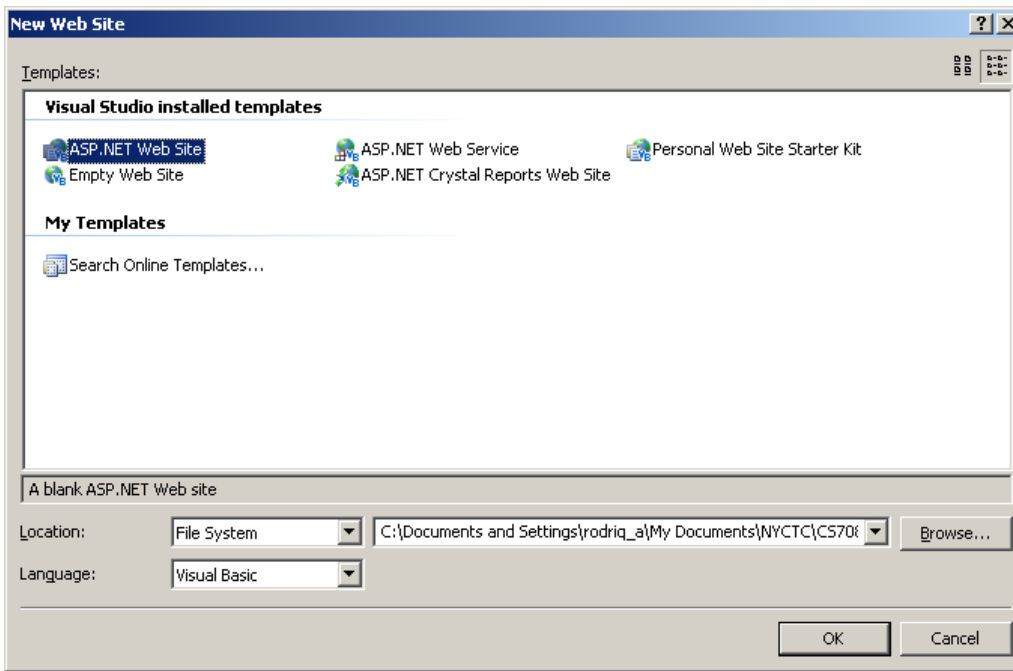 New Web Site
Templates:
Visual Studio installed templates
ASP.NET Web Site ASP.NET Web Service Personal Web Site Starter Kit
Empty Web Site ASP.NET Crystal Reports Web Site
My Templates
Search Online Templates...
A blank ASP.NET Web site
Location: File System C:\Documents and Settings\rodriq_a\My Documents\NYCTC\CS708 Browse...
Language: Visual Basic
OK Cancel